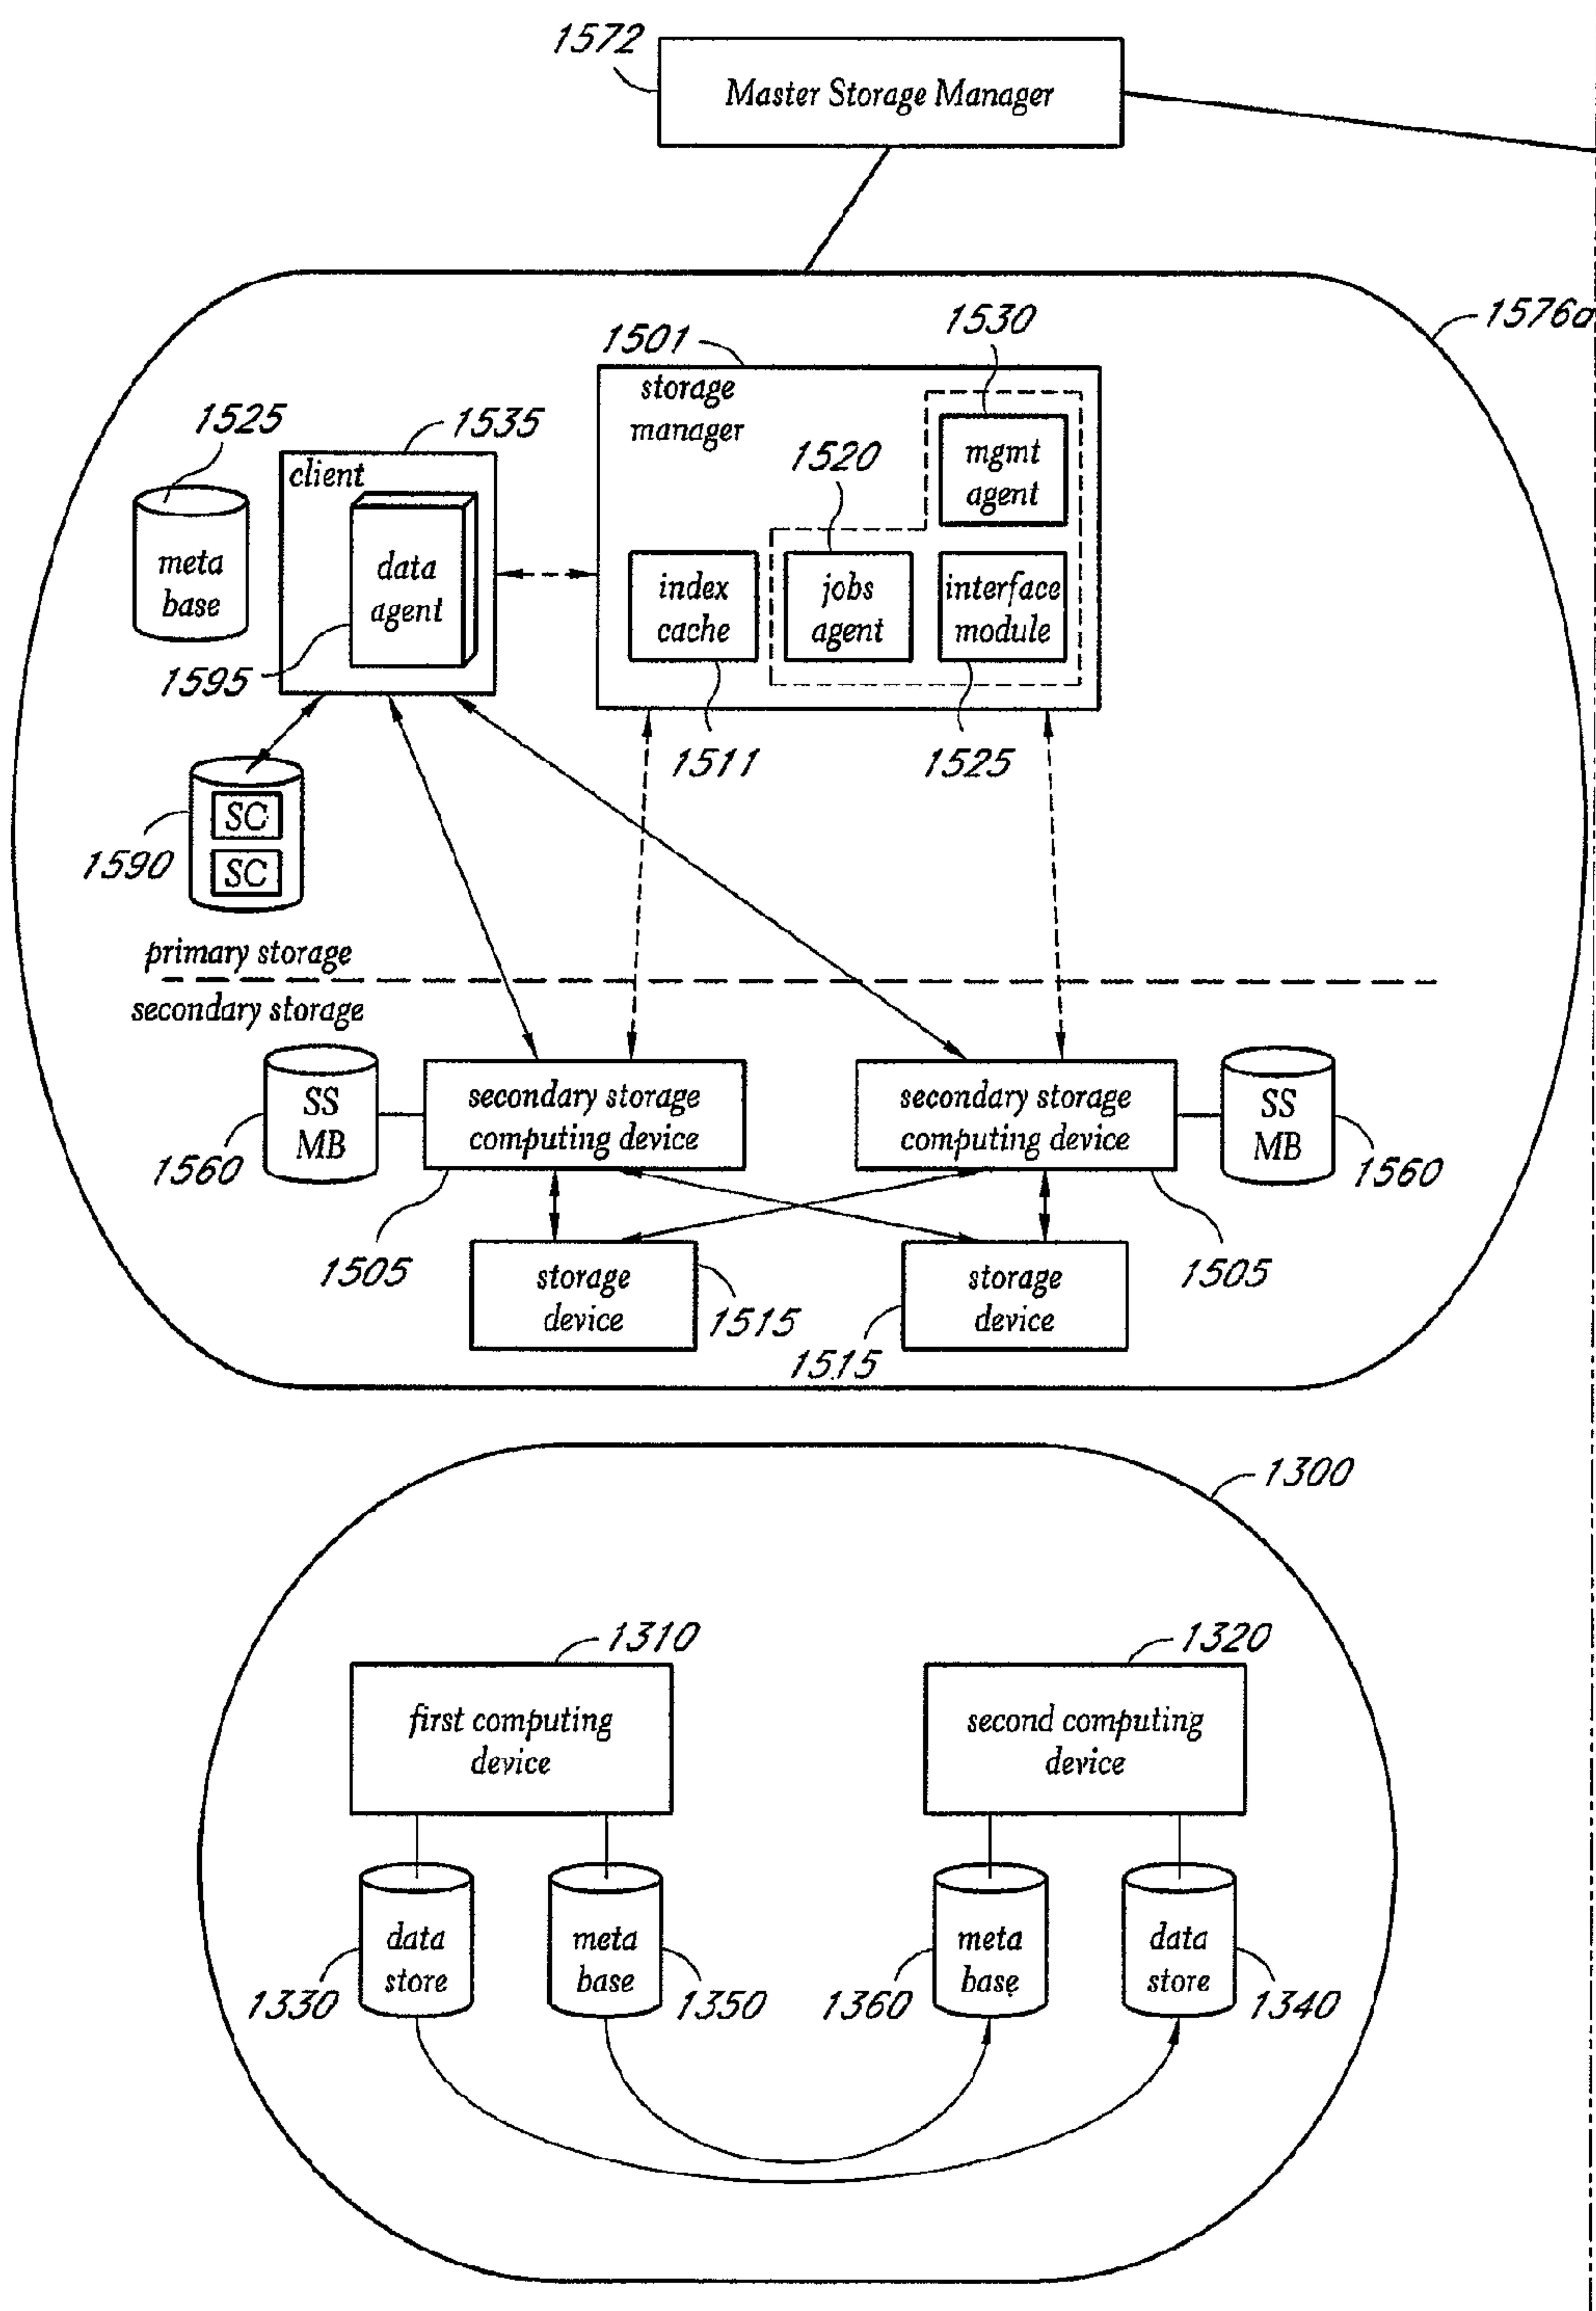 1572
Master Storage Manager
1576a
1530
1501
storage
manager
mgmt
agent
1525
1535
1520
client
meta
base
data
agent
index
cache
jobs
agent
interface
module
1595
1511
1525
SC
SC
1590
primary storage
secondary storage
SS
MB
secondary storage
computing device
secondary storage
computing device
SS
MB
1560
1560
1505
storage
device
1515
storage
device
1505
1515
1300
1310
1320
first computing
device
second computing
device
data
store
meta
base
meta
base
data
store
1330
1350
1360
1340